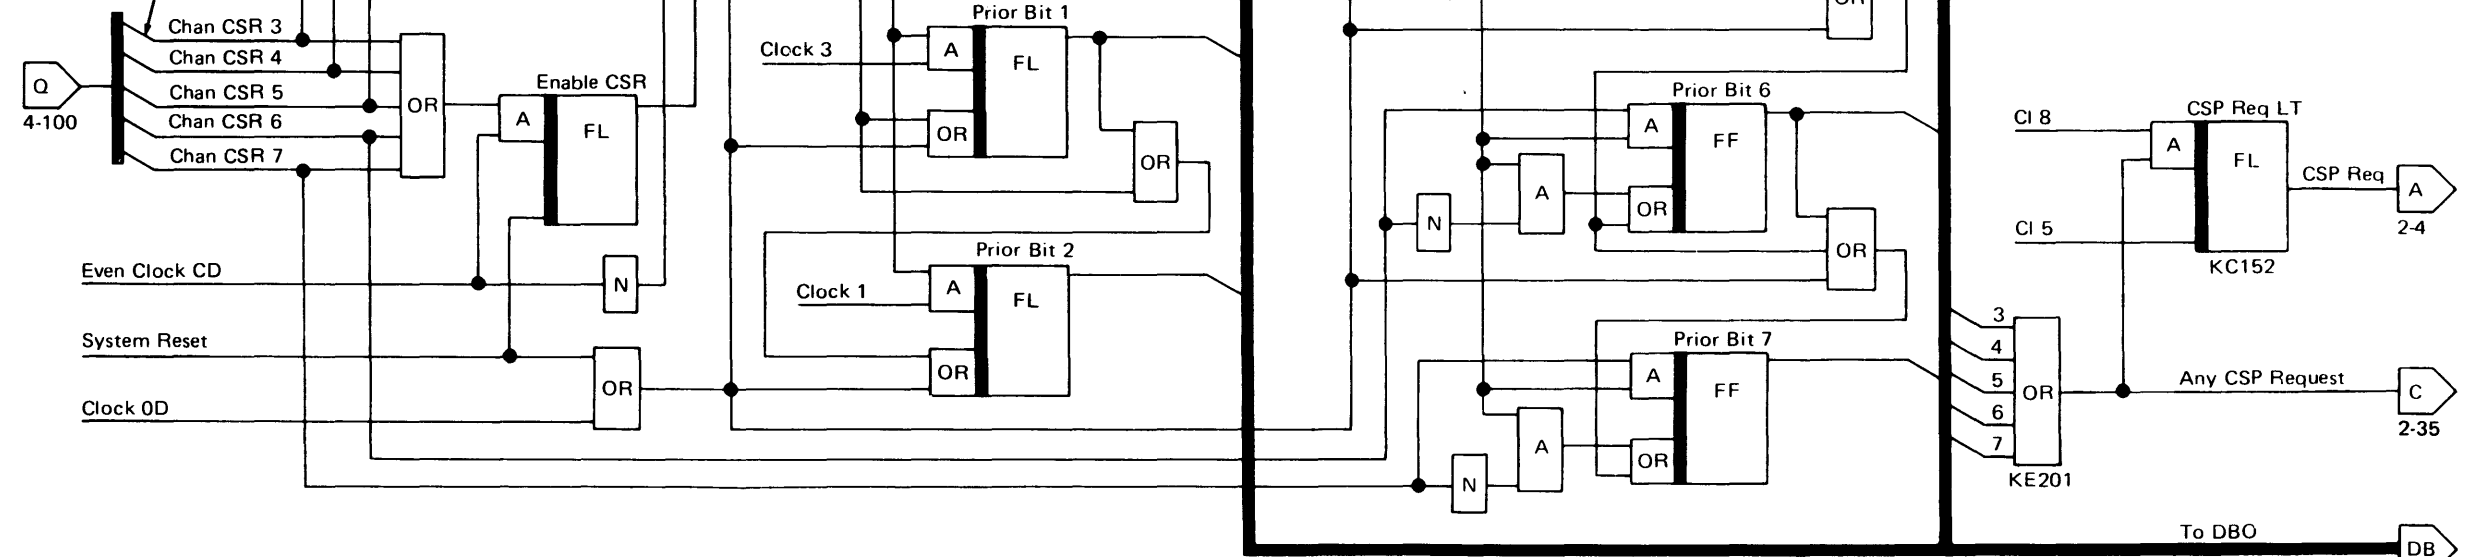 Prior Bit 1
Chan CSR 3
Chan CSR 4
Chan CSR 5
Chan CSR 6
Chan CSR 7
Q
4-100
OR
Enable CSR
A
FL
Clock 3
A
FL
OR
OR
Even Clock CD
N
System Reset
OR
Clock 0D
Prior Bit 2
Clock 1
A
FL
OR
OR
Prior Bit 6
A
FF
A
N
OR
OR
Prior Bit 7
A
FF
A
OR
N
CSP Req LT
CI 8
A
FL
CSP Req
A
2-4
CI 5
KC152
3
4
5
6
7
OR
KE201
Any CSP Request
C
2-35
To DBO
DB